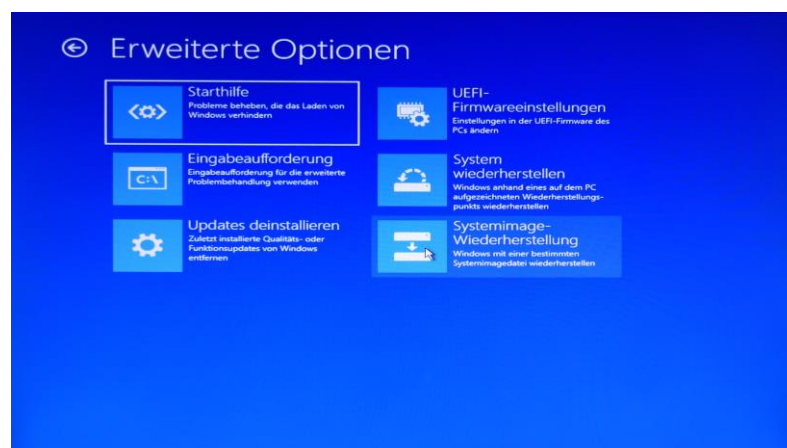 Erweiterte Optionen
Starthilfe
Probleme beheben, die das Laden von
Windows verhindern
UEFI-
Firmwareeinstellungen
Einstellungen in der UEFI-Firmware des
PCs ändern
Eingabeaufforderung
Eingabeaufforderung für die erweiterte
Problembehandlung verwenden
C:\
System
wiederherstellen
Windows anhand eines auf dem PC
aufgezeichneten Wiederherstellungs-
punkts wiederherstellen
Updates deinstallieren
Zuletzt installierte Qualitäts- oder
Funktionsupdates von Windows
entfernen
Systemimage-
Wiederherstellung
Windows mit einer bestimmten
Systemimagedatei wiederherstellen